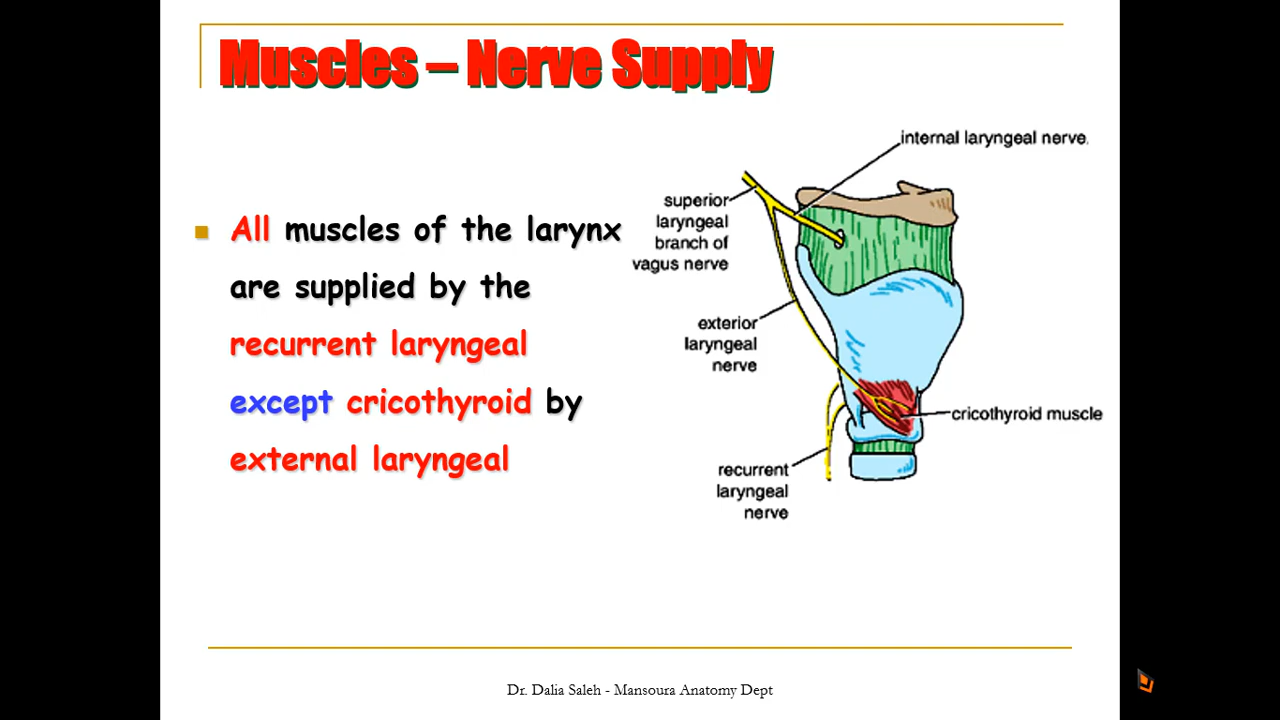 Muscles – Nerve Supply
All muscles of the larynx
are supplied by the
recurrent laryngeal
except cricothyroid by
external laryngeal
internal laryngeal nerve.
superior
laryngeal
branch of
vagus nerve
exterior
laryngeal
nerve
cricothyroid muscle
recurrent
laryngeal
nerve
Dr. Dalia Saleh - Mansoura Anatomy Dept